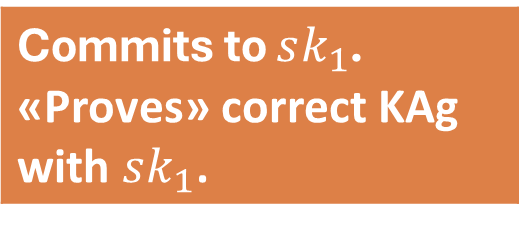 Commits to 𝑠𝑘₁.
«Proves» correct KAg
with 𝑠𝑘₁.